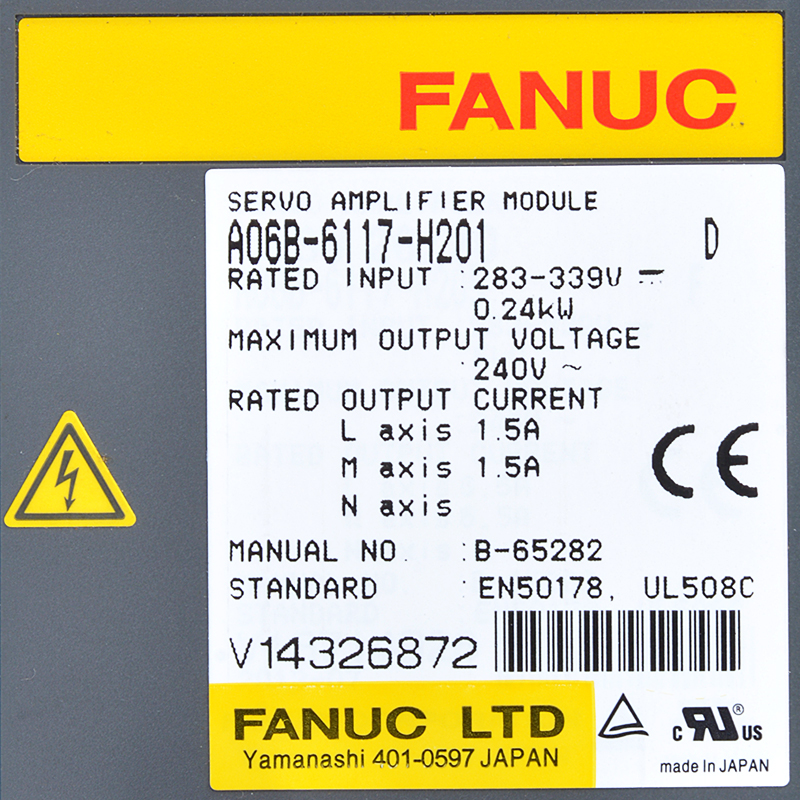 FANUC
SERVO AMPLIFIER MODULE
A06B-6117-H201 D
RATED INPUT : 283-339V ⎓
0.24kW
MAXIMUM OUTPUT VOLTAGE
: 240V ~
RATED OUTPUT CURRENT
L axis 1.5A
M axis 1.5A
N axis
CE
MANUAL NO. : B-65282
STANDARD : EN50178, UL508C
V14326872
FANUC LTD
Yamanashi 401-0597 JAPAN
c RU ® US
made In JAPAN